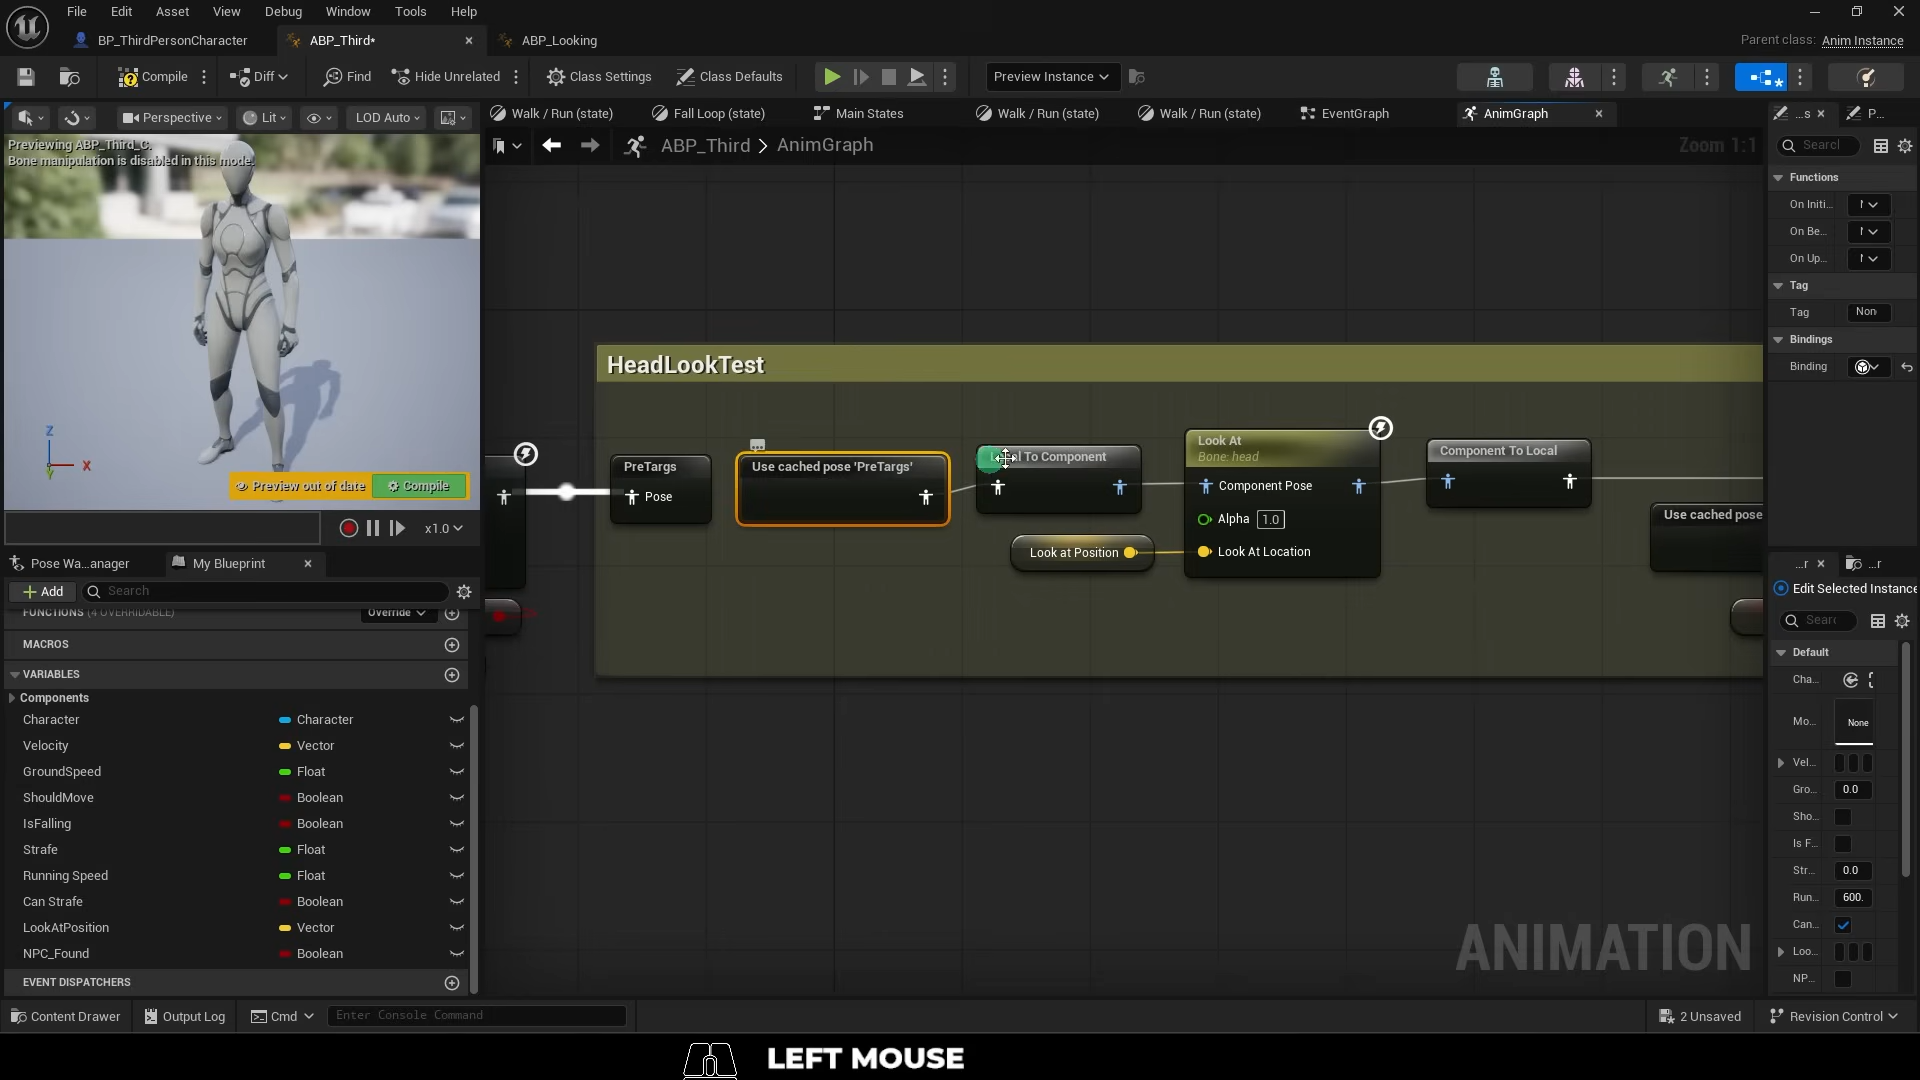 File Edit Asset View Debug Window Tools Help
BP_ThirdPersonCharacter ABP_Third* ABP_Looking Parent class: Anim Instance
Compile Diff Find Hide Unrelated Class Settings Class Defaults Preview Instance
Perspective Lit LOD Auto
Walk / Run (state) Fall Loop (state) Main States Walk / Run (state) Walk / Run (state) EventGraph AnimGraph
...s P...
Previewing ABP_Third_C.
Bone manipulation is disabled in this mode.
ABP_Third > AnimGraph Zoom 1:1
Functions
On Initi...
On Be...
On Up...
Tag
Tag
Bindings
Binding
HeadLookTest
PreTargs
Pose
Use cached pose 'PreTargs'
To Component
Look At
Bone: head
Component Pose
Alpha 1.0
Look At Location
Look at Position
Component To Local
Use cached pose
Z
X
Y
Preview out of date Compile
x1.0
Pose Wa...anager My Blueprint
Add Search
FUNCTIONS (4 OVERRIDABLE) Override
MACROS
VARIABLES
Components
Character Character
Velocity Vector
GroundSpeed Float
ShouldMove Boolean
IsFalling Boolean
Strafe Float
Running Speed Float
Can Strafe Boolean
LookAtPosition Vector
NPC_Found Boolean
EVENT DISPATCHERS
...r ...r
Edit Selected Instance
Default
Cha...
Mo... None
Vel...
Gro... 0.0
Sho...
Is F...
Str... 0.0
Run... 600.
Can...
Loo...
NP...
ANIMATION
Content Drawer Output Log Cmd Enter Console Command 2 Unsaved Revision Control
LEFT MOUSE